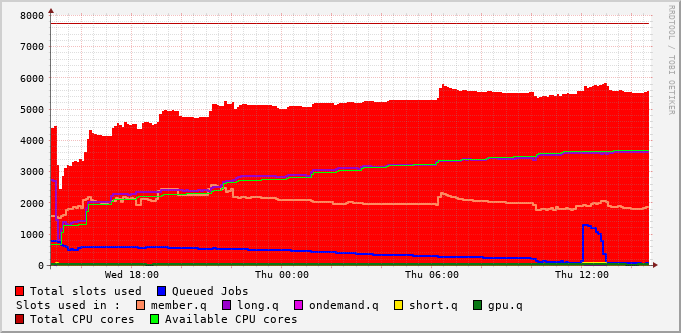 8000
7000
6000
5000
4000
3000
2000
1000
0
Wed 18:00 Thu 00:00 Thu 06:00 Thu 12:00
RRDTOOL / TOBI OETIKER
Total slots used Queued Jobs
Slots used in : member.q long.q ondemand.q short.q gpu.q
Total CPU cores Available CPU cores